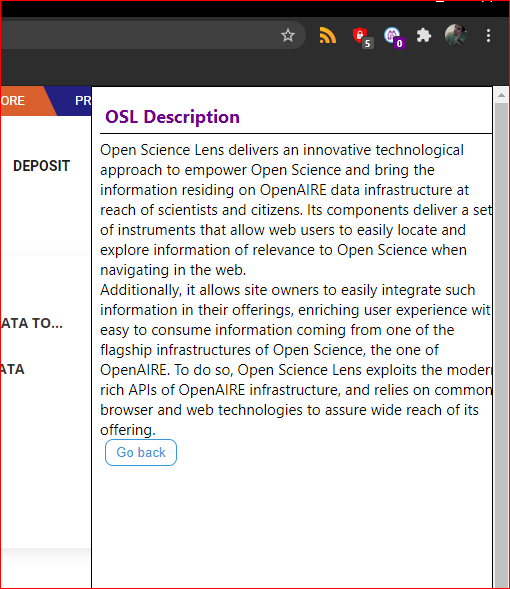 5
0
ORE
PR
OSL Description
DEPOSIT
Open Science Lens delivers an innovative technological
approach to empower Open Science and bring the
information residing on OpenAIRE data infrastructure at
reach of scientists and citizens. Its components deliver a set
of instruments that allow web users to easily locate and
explore information of relevance to Open Science when
navigating in the web.
Additionally, it allows site owners to easily integrate such
ATA TO...
information in their offerings, enriching user experience wit
easy to consume information coming from one of the
flagship infrastructures of Open Science, the one of
ATA
OpenAIRE. To do so, Open Science Lens exploits the modern
rich APIs of OpenAIRE infrastructure, and relies on common
browser and web technologies to assure wide reach of its
offering.
Go back